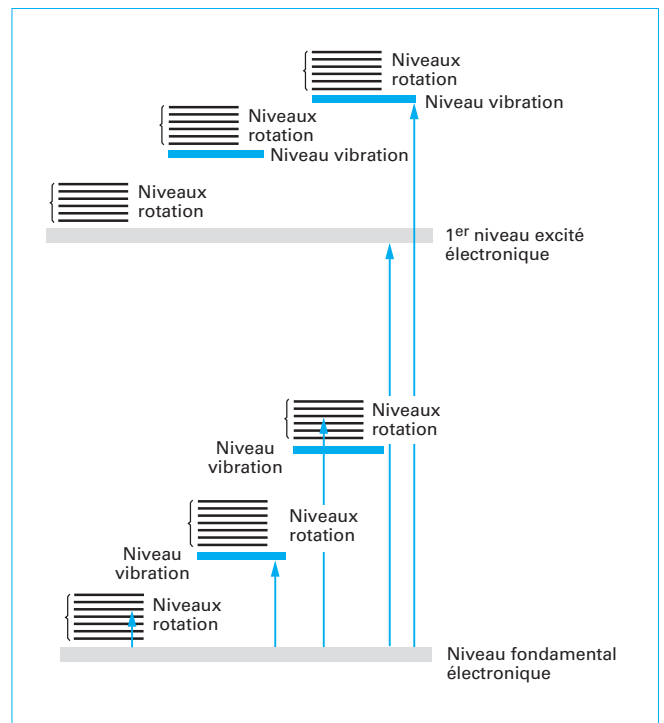 Niveaux
rotation
Niveau vibration
Niveaux
rotation
Niveau vibration
Niveaux
rotation
1er niveau excité
électronique
Niveaux
rotation
Niveau
vibration
Niveaux
rotation
Niveau
vibration
Niveaux
rotation
Niveau fondamental
électronique